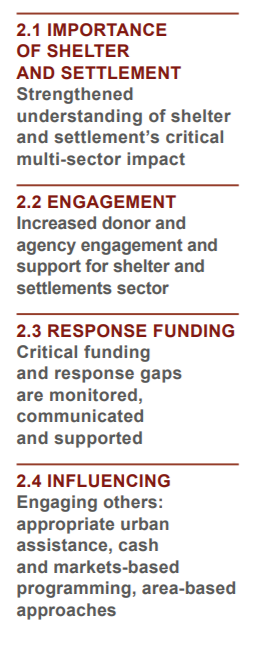 2.1 IMPORTANCE
OF SHELTER
AND SETTLEMENT
Strengthened
understanding of shelter
and settlement’s critical
multi-sector impact
2.2 ENGAGEMENT
Increased donor and
agency engagement and
support for shelter and
settlements sector
2.3 RESPONSE FUNDING
Critical funding
and response gaps
are monitored,
communicated
and supported
2.4 INFLUENCING
Engaging others:
appropriate urban
assistance, cash
and markets-based
programming, area-based
approaches